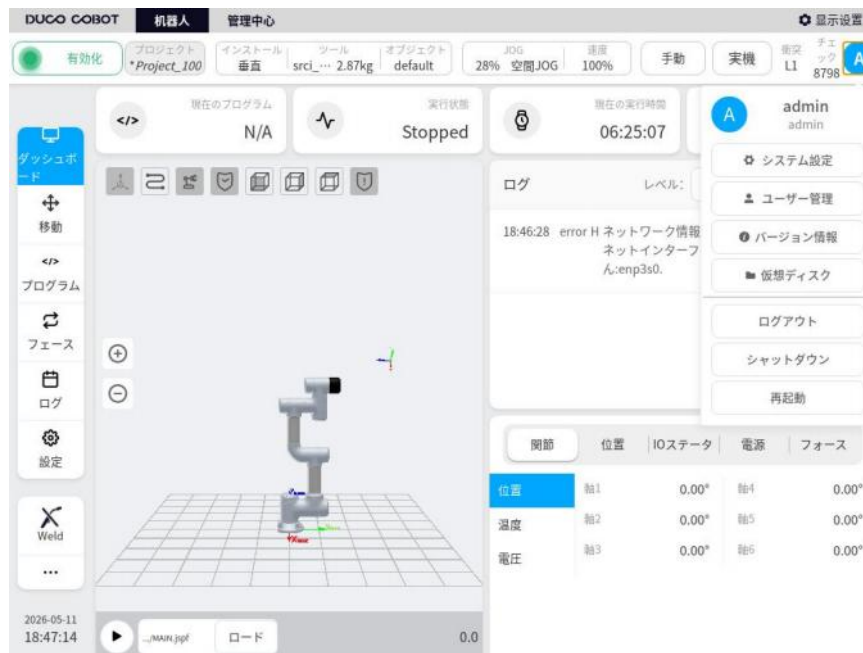 DUCO COBOT 机器人 管理中心 显示设置
有効化
プロジェクト
*Project_100
インストール
垂直
ツール
srci_… 2.87kg
オブジェクト
default
JOG
28% 空間JOG
速度
100%
手動
実機
衝突
L1
チェック
8798
A
ダッシュボード
移動
プログラム
フェース
ログ
設定
Weld
...
2026-05-11
18:47:14
</>
現在のプログラム
N/A
実行状態
Stopped
現在の実行時間
06:25:07
ログ レベル:
18:46:28 error H ネットワーク情報
ネットインターフ
ん:enp3s0.
A
admin
admin
システム設定
ユーザー管理
バージョン情報
仮想ディスク
ログアウト
シャットダウン
再起動
関節 位置 IOステータ 電源 フォース
位置 軸1 0.00° 軸4 0.00°
温度 軸2 0.00° 軸5 0.00°
電圧 軸3 0.00° 軸6 0.00°
.../MAIN.jspf ロード 0.0